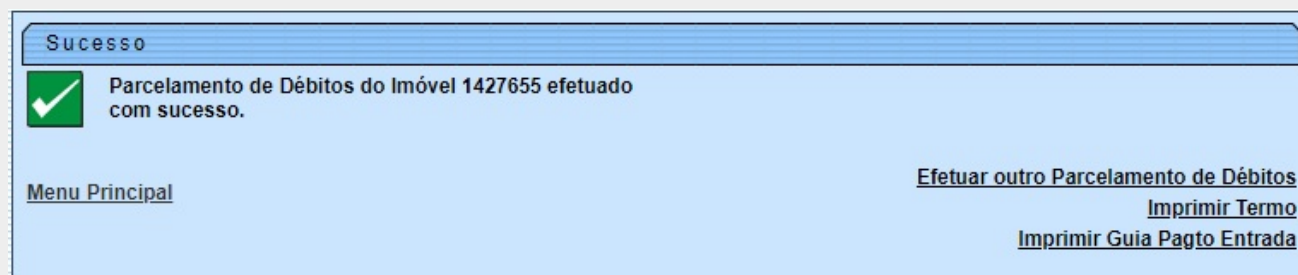 Sucesso
Parcelamento de Débitos do Imóvel 1427655 efetuado
com sucesso.
Menu Principal
Efetuar outro Parcelamento de Débitos
Imprimir Termo
Imprimir Guia Pagto Entrada